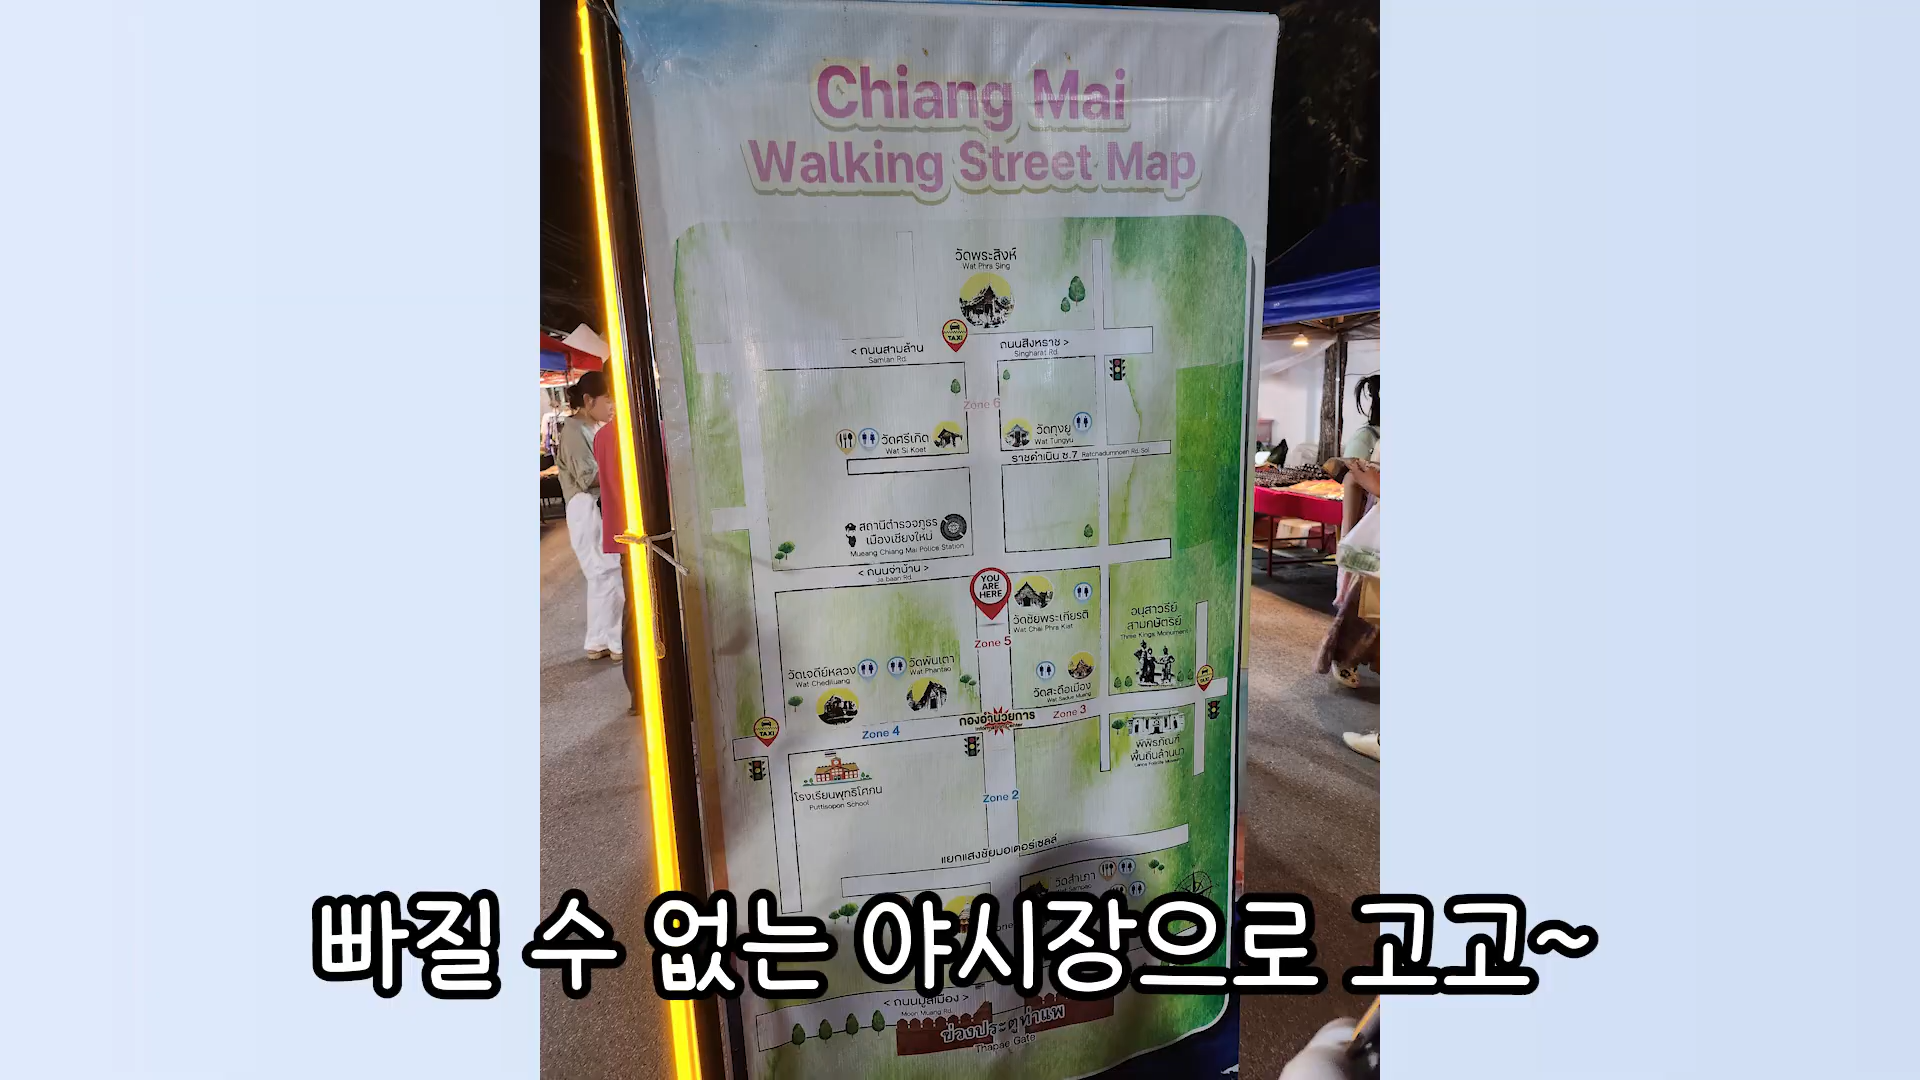 Chiang Mai
Walking Street Map
วัดพระสิงห์
Wat Phra Sing
TAXI
< ถนนสามล้าน
Samlan Rd.
ถนนสิงหราช >
Singharat Rd.
Zone 6
วัดศรีเกิด
Wat Si Koet
วัดทุงยู
Wat Tungyu
ราชดำเนิน ซ.7 Ratchadumnoen Rd. Soi
สถานีตำรวจภูธร
เมืองเชียงใหม่
Mueang Chiang Mai Police Station
< ถนนจ่าบ้าน >
Ja baan Rd.
YOU
ARE
HERE
วัดชัยพระเกียรติ
Wat Chai Phra Kiat
Zone 5
อนุสาวรีย์
สามกษัตริย์
Three Kings Monument
วัดเจดีย์หลวง
Wat Chediluang
วัดพันเตา
Wat Phantao
วัดสะดือเมือง
Wat Sadue Muang
TAXI
TAXI
กองอำนวยการ
Zone 3
Zone 4
พิพิธภัณฑ์
พื้นถิ่นล้านนา
โรงเรียนพุทธิโศภน
Puttisopon School
Zone 2
แยกแสงชัยมอเตอร์เซลล์
วัดสำเภา
빠질 수 없는 야시장으로 고고~
< ถนนมูลเมือง >
Moon Muang Rd.
ข่วงประตูท่าแพ
Thapae Gate